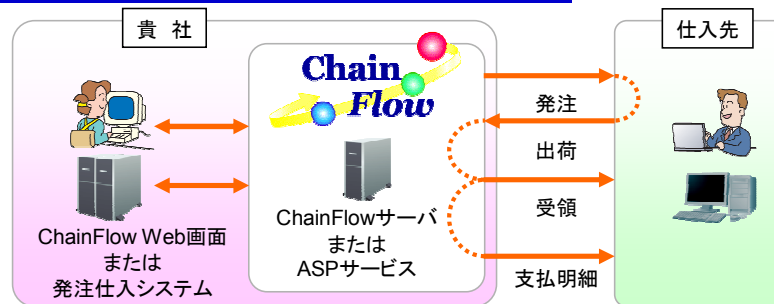 貴 社
仕入先
Chain
Flow
発注
出荷
受領
支払明細
ChainFlow Web画面
または
発注仕入システム
ChainFlowサーバ
または
ASPサービス